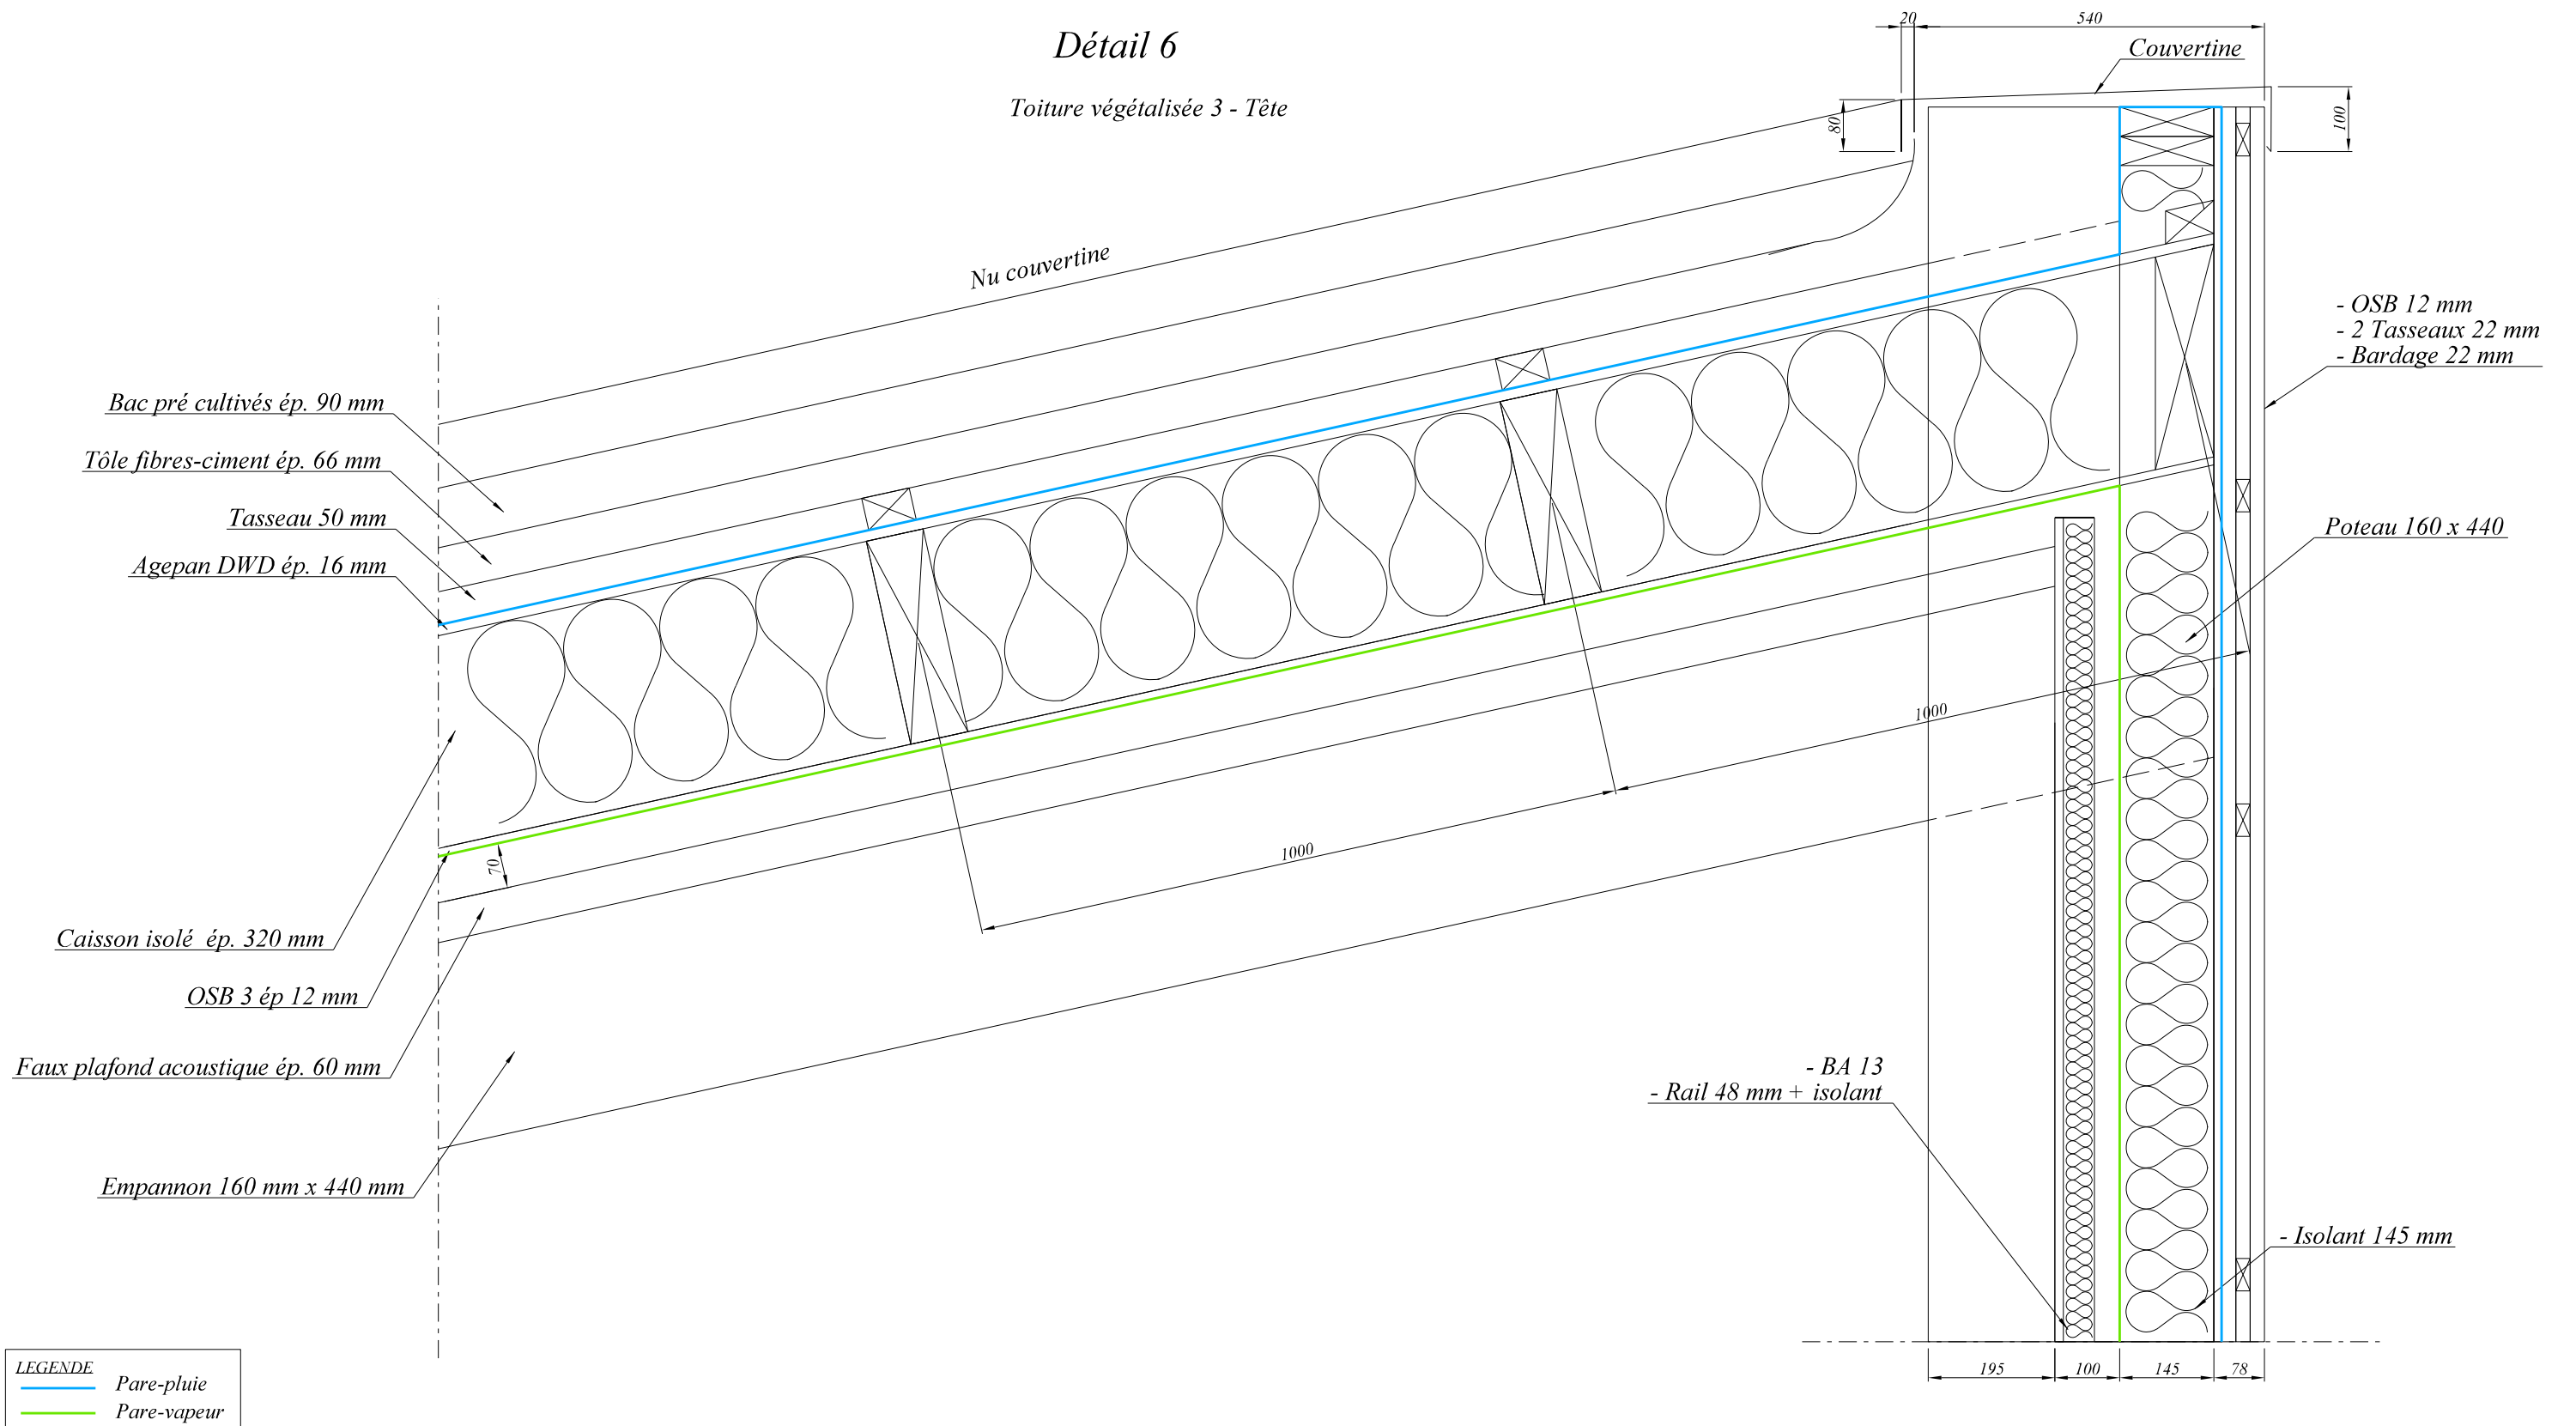 Détail 6
Toiture végétalisée 3 - Tête
20
540
Couvertine
80
100
Nu couvertine
- OSB 12 mm
- 2 Tasseaux 22 mm
- Bardage 22 mm
Bac pré cultivés ép. 90 mm
Tôle fibres-ciment ép. 66 mm
Tasseau 50 mm
Agepan DWD ép. 16 mm
Poteau 160 x 440
1000
1000
70
Caisson isolé ép. 320 mm
OSB 3 ép 12 mm
Faux plafond acoustique ép. 60 mm
- BA 13
- Rail 48 mm + isolant
Empannon 160 mm x 440 mm
- Isolant 145 mm
195
100
145
78
LEGENDE
Pare-pluie
Pare-vapeur